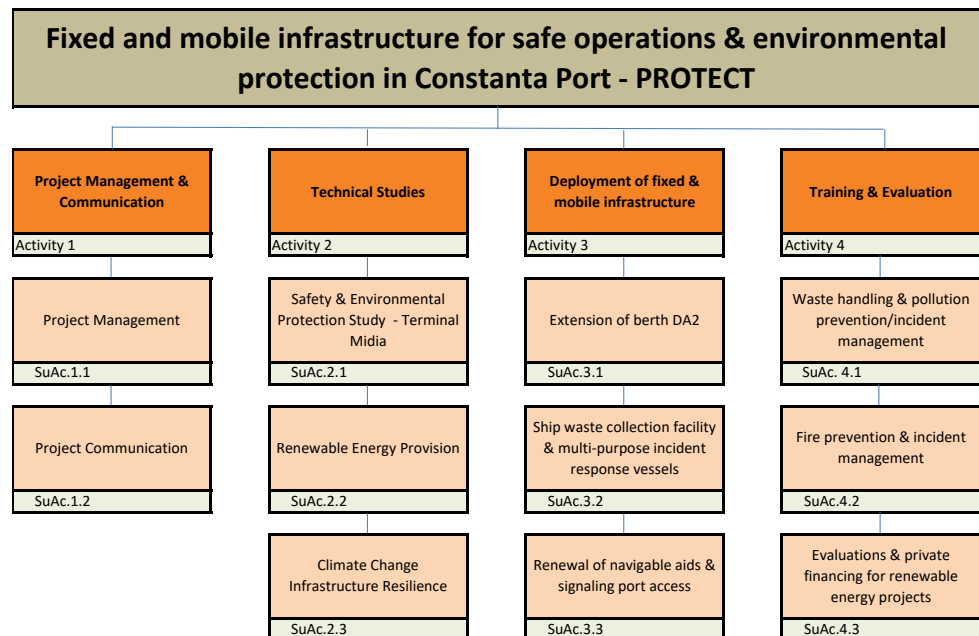 Fixed and mobile infrastructure for safe operations & environmental
protection in Constanta Port - PROTECT
Project Management &
Communication
Activity 1
Project Management
SuAc.1.1
Project Communication
SuAc.1.2
Technical Studies
Activity 2
Safety & Environmental
Protection Study - Terminal
Midia
SuAc.2.1
Renewable Energy Provision
SuAc.2.2
Climate Change
Infrastructure Resilience
SuAc.2.3
Deployment of fixed &
mobile infrastructure
Activity 3
Extension of berth DA2
SuAc.3.1
Ship waste collection facility
& multi-purpose incident
response vessels
SuAc.3.2
Renewal of navigable aids &
signaling port access
SuAc.3.3
Training & Evaluation
Activity 4
Waste handling & pollution
prevention/incident
management
SuAc. 4.1
Fire prevention & incident
management
SuAc.4.2
Evaluations & private
financing for renewable
energy projects
SuAc.4.3